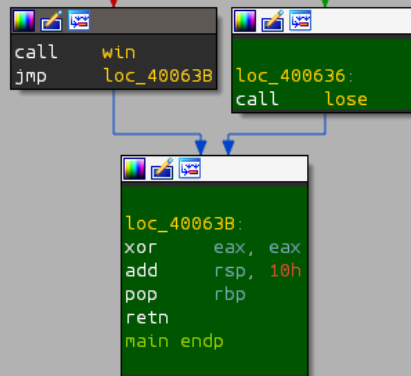 call win
jmp loc_40063B
loc_400636:
call lose
loc_40063B:
xor eax, eax
add rsp, 10h
pop rbp
retn
main endp